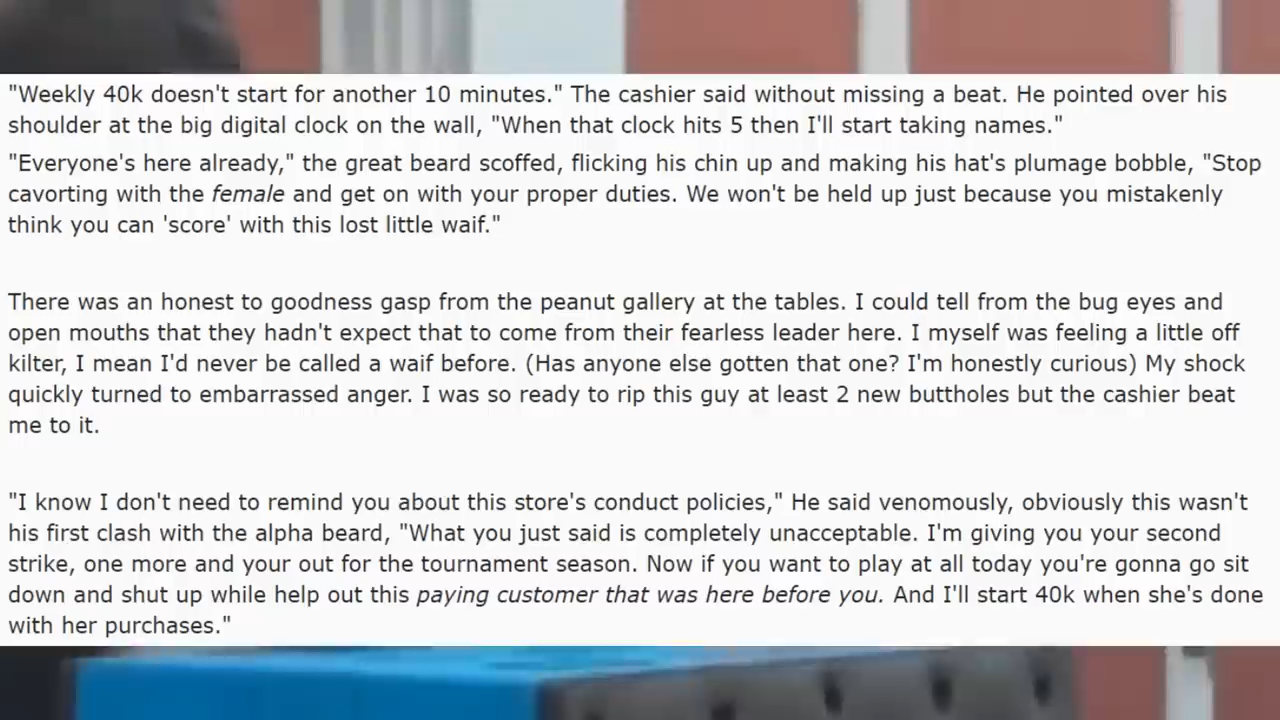 "Weekly 40k doesn't start for another 10 minutes." The cashier said without missing a beat. He pointed over his
shoulder at the big digital clock on the wall, "When that clock hits 5 then I'll start taking names."
"Everyone's here already," the great beard scoffed, flicking his chin up and making his hat's plumage bobble, "Stop
cavorting with the female and get on with your proper duties. We won't be held up just because you mistakenly
think you can 'score' with this lost little waif."
There was an honest to goodness gasp from the peanut gallery at the tables. I could tell from the bug eyes and
open mouths that they hadn't expect that to come from their fearless leader here. I myself was feeling a little off
kilter, I mean I'd never be called a waif before. (Has anyone else gotten that one? I'm honestly curious) My shock
quickly turned to embarrassed anger. I was so ready to rip this guy at least 2 new buttholes but the cashier beat
me to it.
"I know I don't need to remind you about this store's conduct policies," He said venomously, obviously this wasn't
his first clash with the alpha beard, "What you just said is completely unacceptable. I'm giving you your second
strike, one more and your out for the tournament season. Now if you want to play at all today you're gonna go sit
down and shut up while help out this paying customer that was here before you. And I'll start 40k when she's done
with her purchases."